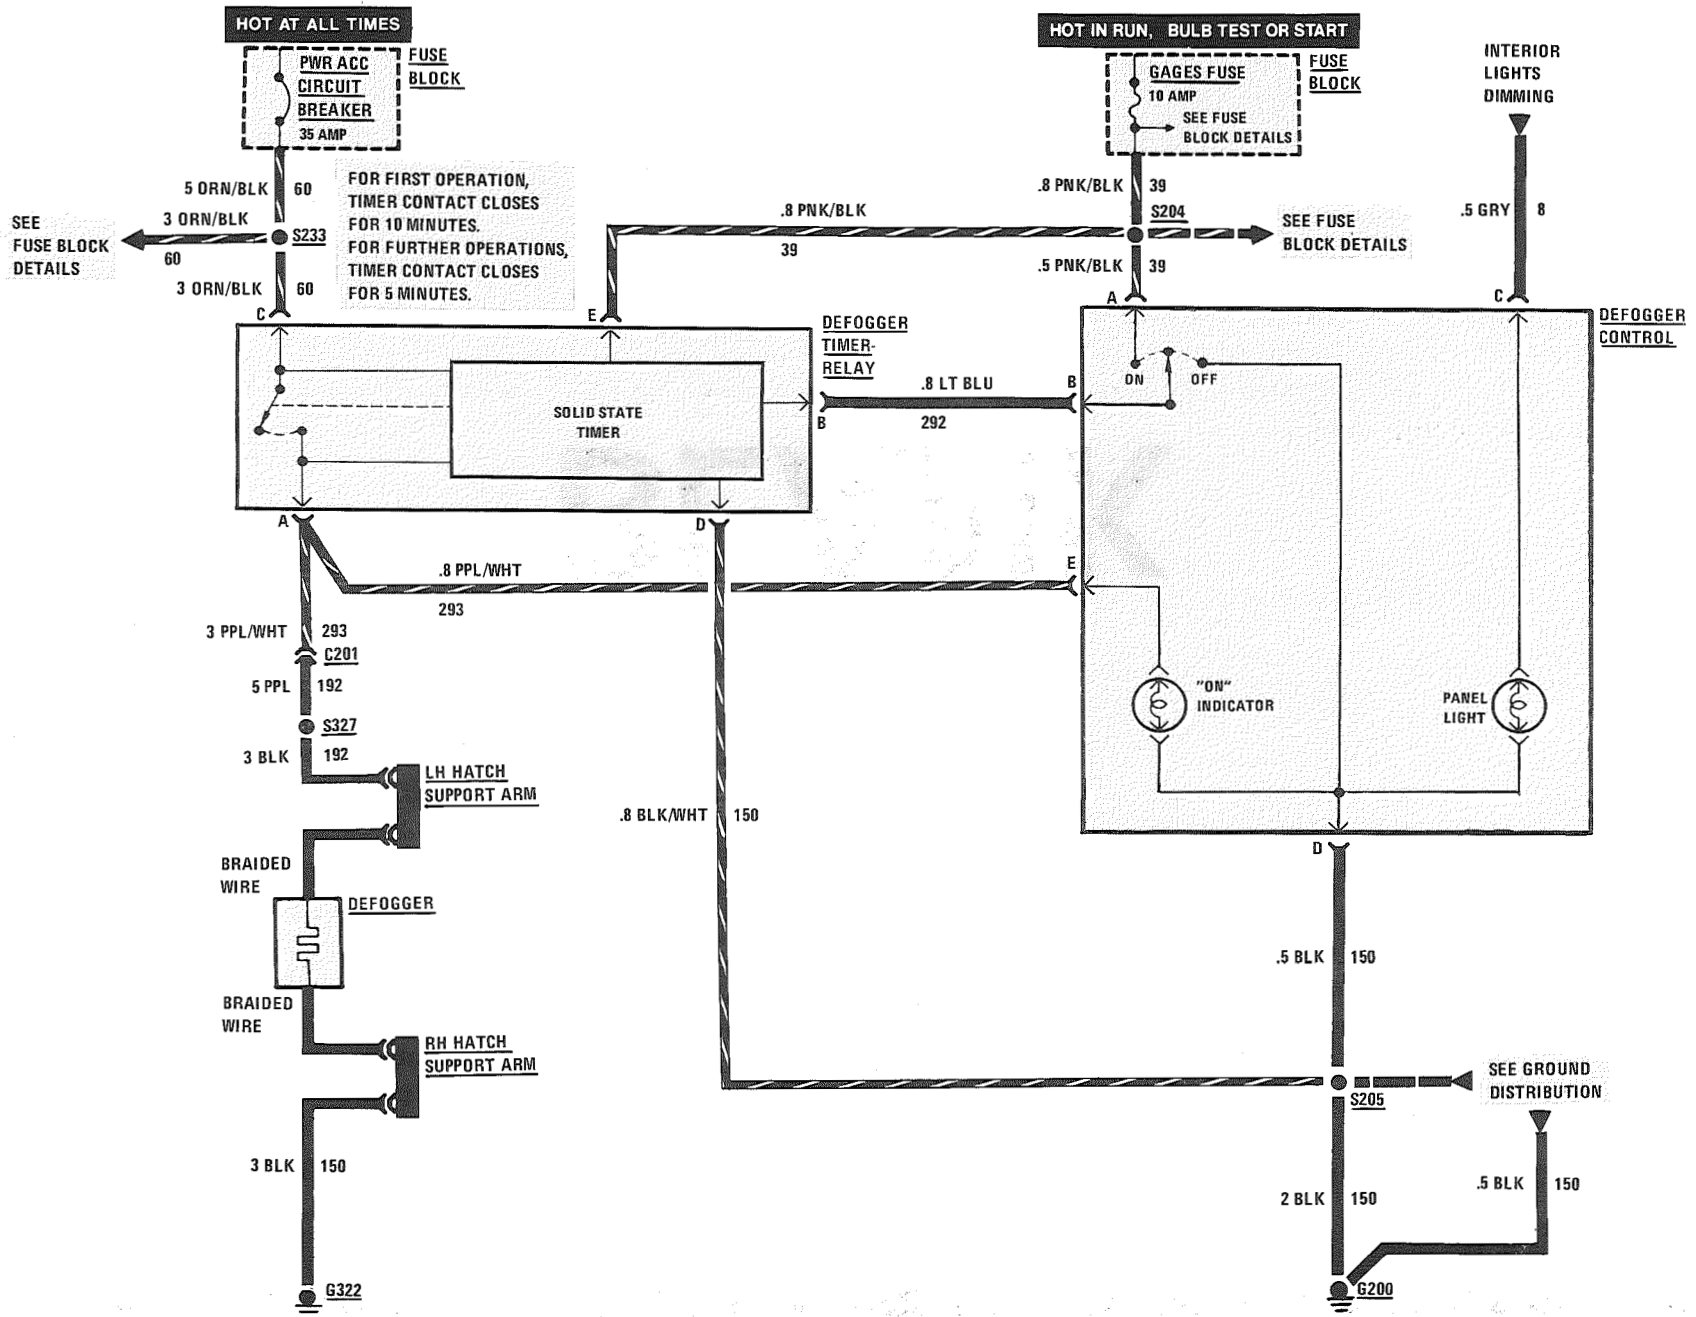 HOT AT ALL TIMES
PWR ACC
CIRCUIT
BREAKER
35 AMP
FUSE
BLOCK
HOT IN RUN, BULB TEST OR START
GAGES FUSE
10 AMP
SEE FUSE
BLOCK DETAILS
FUSE
BLOCK
INTERIOR
LIGHTS
DIMMING
5 ORN/BLK 60
3 ORN/BLK
S233
60
SEE
FUSE BLOCK
DETAILS
3 ORN/BLK 60
C
FOR FIRST OPERATION,
TIMER CONTACT CLOSES
FOR 10 MINUTES.
FOR FURTHER OPERATIONS,
TIMER CONTACT CLOSES
FOR 5 MINUTES.
.8 PNK/BLK
39
E
.8 PNK/BLK 39
S204
SEE FUSE
BLOCK DETAILS
.5 PNK/BLK 39
A
.5 GRY 8
C
DEFOGGER
TIMER-
RELAY
SOLID STATE
TIMER
B
.8 LT BLU
292
B
DEFOGGER
CONTROL
ON
OFF
A
D
.8 PPL/WHT
293
E
3 PPL/WHT 293
C201
5 PPL 192
S327
3 BLK 192
LH HATCH
SUPPORT ARM
"ON"
INDICATOR
PANEL
LIGHT
.8 BLK/WHT 150
D
BRAIDED
WIRE
DEFOGGER
BRAIDED
WIRE
RH HATCH
SUPPORT ARM
.5 BLK 150
SEE GROUND
DISTRIBUTION
S205
3 BLK 150
2 BLK 150
.5 BLK 150
G322
G200